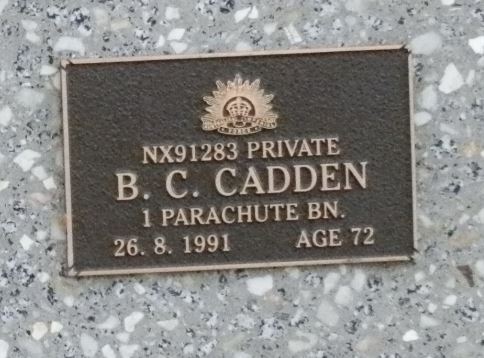 NX91283 PRIVATE
B. C. CADDEN
1 PARACHUTE BN.
26. 8. 1991 AGE 72